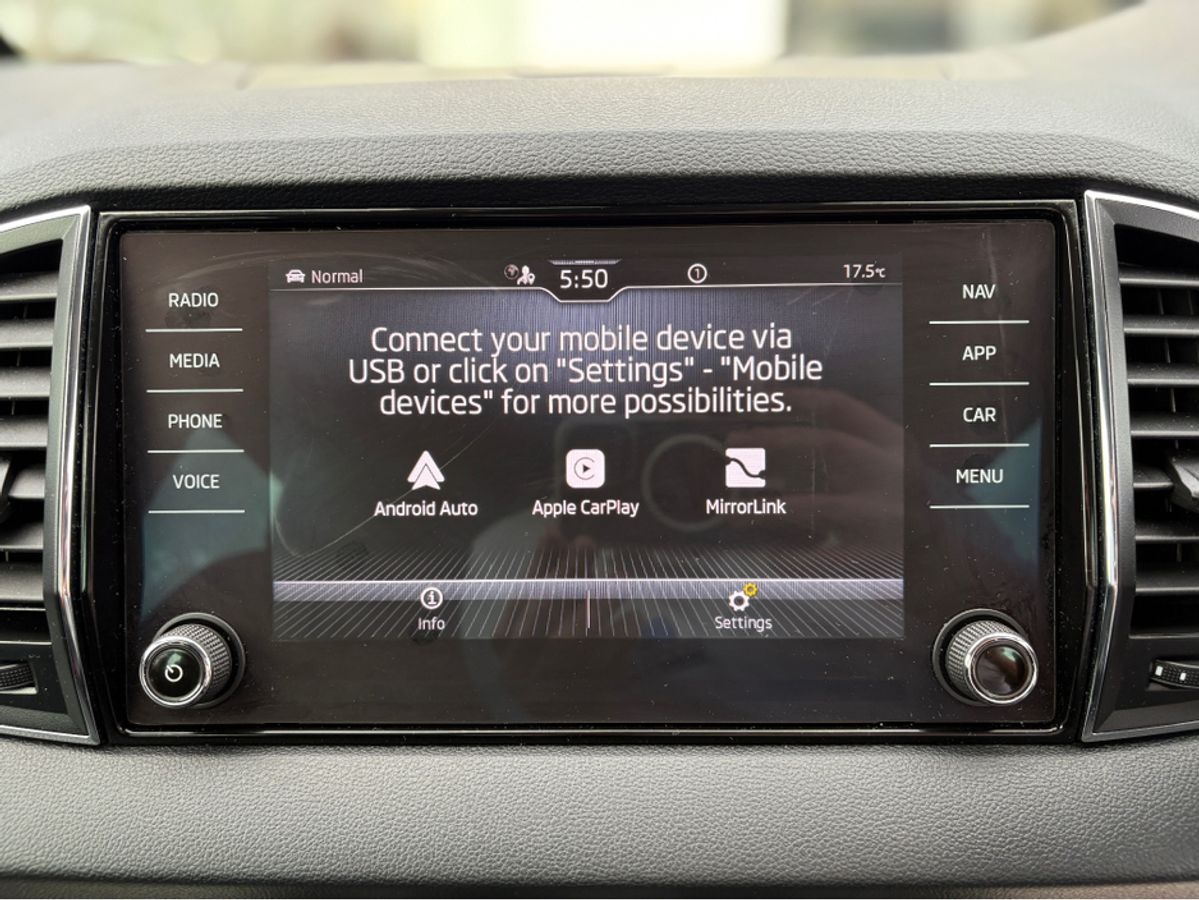 Normal
5:50
1
17.5°C
RADIO
MEDIA
PHONE
VOICE
Connect your mobile device via
USB or click on "Settings" - "Mobile
devices" for more possibilities.
Android Auto
Apple CarPlay
MirrorLink
Info
Settings
NAV
APP
CAR
MENU